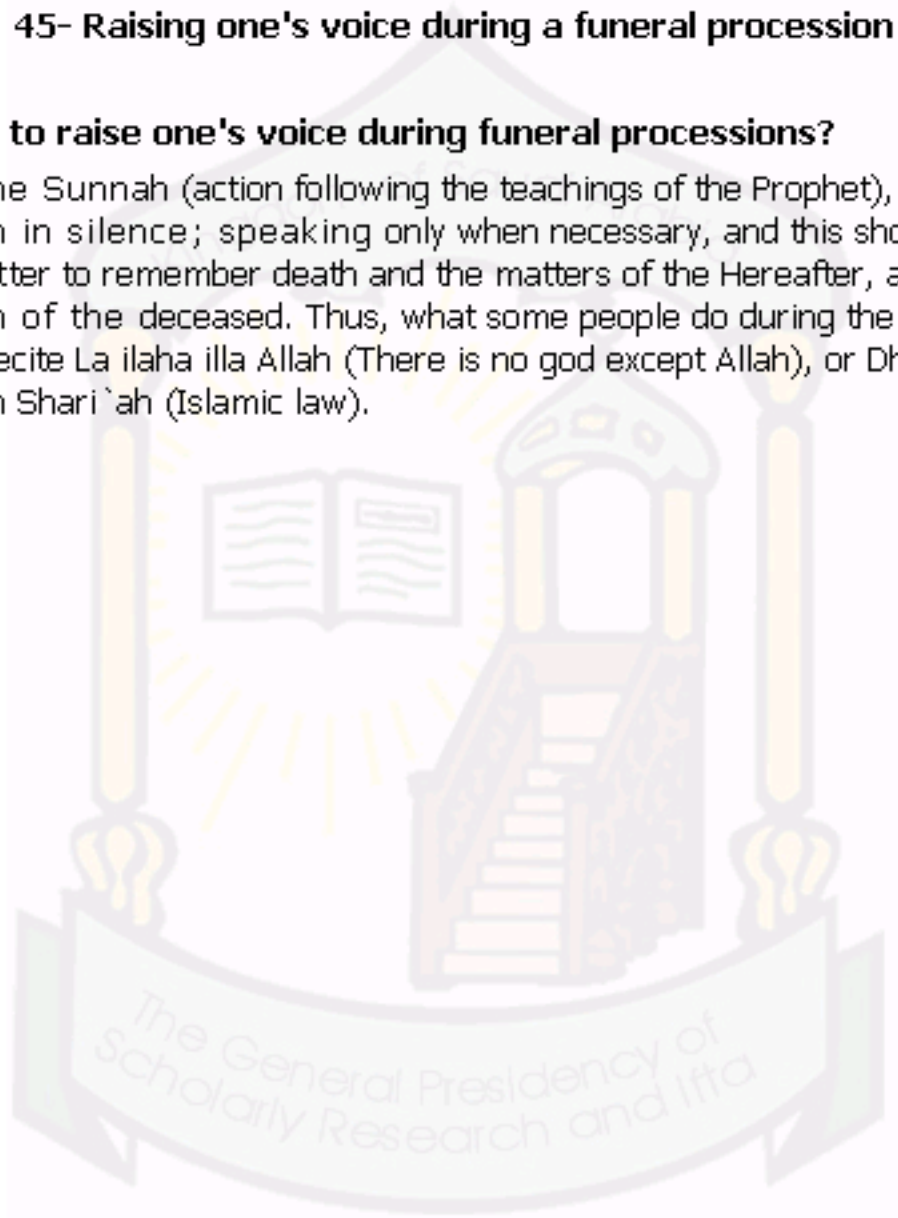 45- Raising one's voice during a funeral procession
to raise one's voice during funeral processions?
ne Sunnah (action following the teachings of the Prophet),
n in silence; speaking only when necessary, and this sho
tter to remember death and the matters of the Hereafter, a
n of the deceased. Thus, what some people do during the
ecite La ilaha illa Allah (There is no god except Allah), or Dh
n Shari`ah (Islamic law).
Kingdom of Saudi Arabia
The General Presidency of
Scholarly Research and Ifta